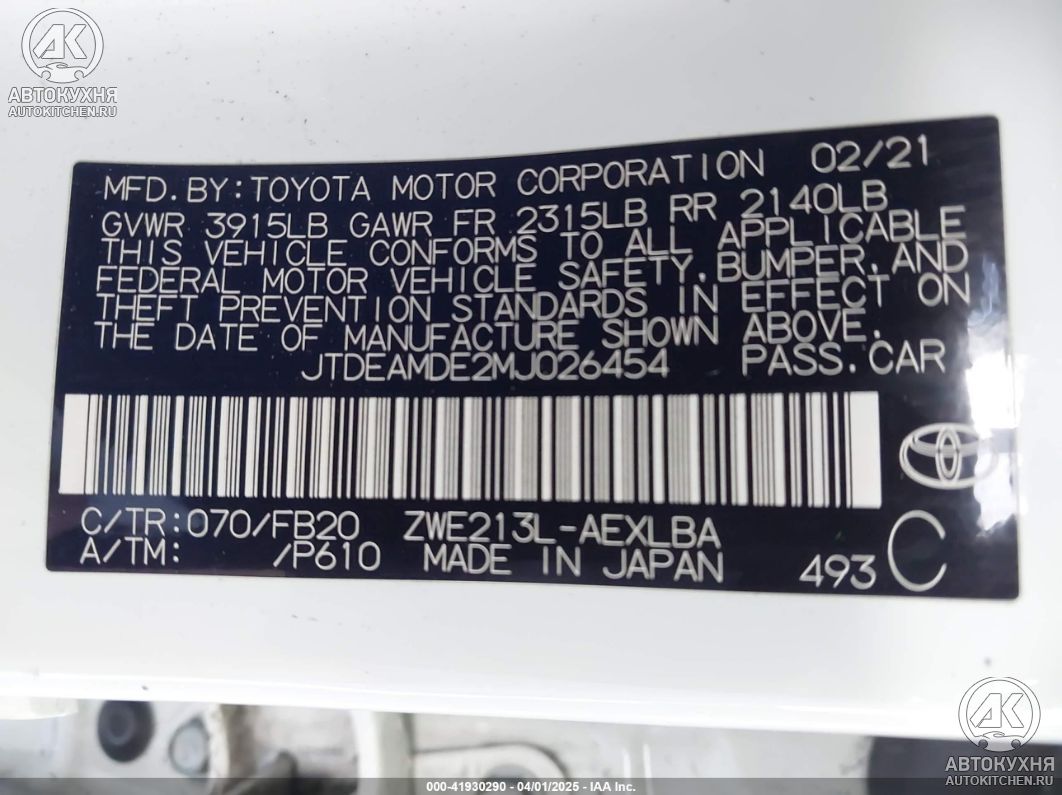 AK
АВТОКУХНЯ
AUTOKITCHEN.RU
MFD.BY:TOYOTA MOTOR CORPORATION 02/21
GVWR 3915LB GAWR FR 2315LB RR 2140LB
THIS VEHICLE CONFORMS TO ALL APPLICABLE
FEDERAL MOTOR VEHICLE SAFETY,BUMPER,AND
THEFT PREVENTION STANDARDS IN EFFECT ON
THE DATE OF MANUFACTURE SHOWN ABOVE.
JTDEAMDE2MJ026454 PASS.CAR
C/TR:070/FB20 ZWE213L-AEXLBA
A/TM: /P610 MADE IN JAPAN 493 C
AK
АВТОКУХНЯ
AUTOKITCHEN.RU
000-41930290 - 04/01/2025 - IAA Inc.